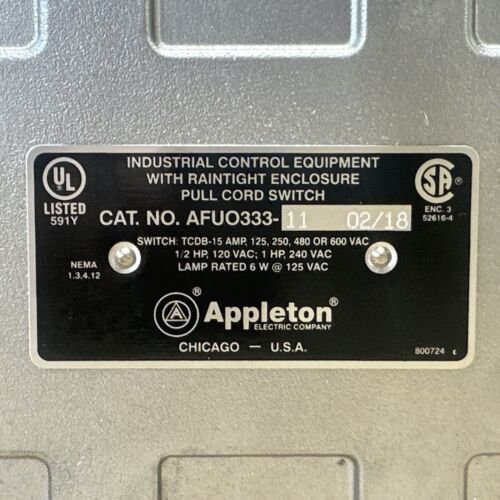 INDUSTRIAL CONTROL EQUIPMENT
WITH RAINTIGHT ENCLOSURE
PULL CORD SWITCH
UL
®
LISTED
591Y
SA
®
ENC. 3
52616-4
CAT. NO. AFUO333-11 02/18
SWITCH: TCDB-15 AMP, 125, 250, 480 OR 600 VAC
1/2 HP, 120 VAC; 1 HP, 240 VAC
LAMP RATED 6 W @ 125 VAC
NEMA
1.3,4.12
® Appleton®
ELECTRIC COMPANY
CHICAGO — U.S.A.
800724 E